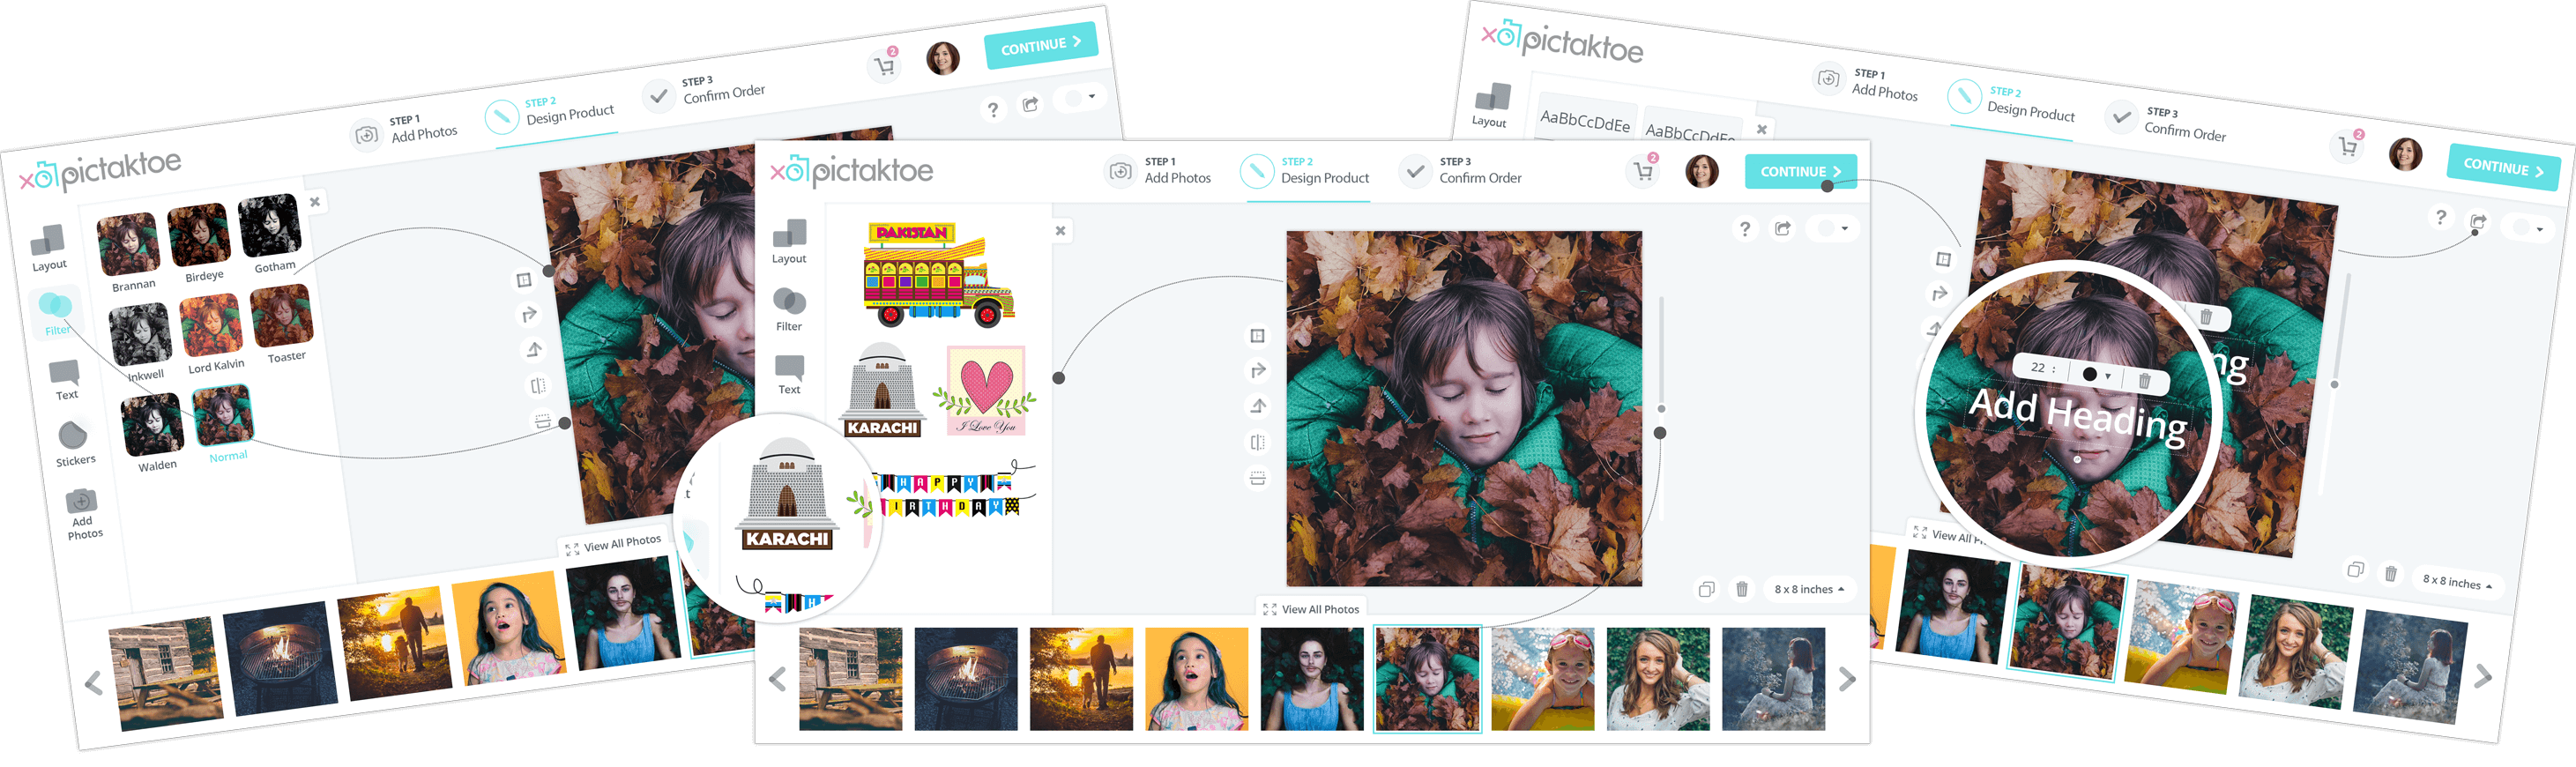 pictaktoe
STEP 1
Add Photos
STEP 2
Design Product
STEP 3
Confirm Order
2
CONTINUE
?
Layout
Filter
Text
Stickers
Add
Photos
Brannan
Birdeye
Gotham
Inkwell
Lord Kalvin
Toaster
Walden
Normal
View All Photos
pictaktoe
STEP 1
Add Photos
STEP 2
Design Product
STEP 3
Confirm Order
2
CONTINUE
?
Layout
Filter
Text
PAKISTAN
KARACHI
I Love You
HAPPY
IRTHDAY
t
KARACHI
H
View All Photos
8 x 8 inches
pictaktoe
STEP 1
Add Photos
STEP 2
Design Product
STEP 3
Confirm Order
2
CONTINUE
?
Layout
AaBbCcDdEe
AaBbCcDdEe
22 :
Add Heading
ng
View All P
8 x 8 inches